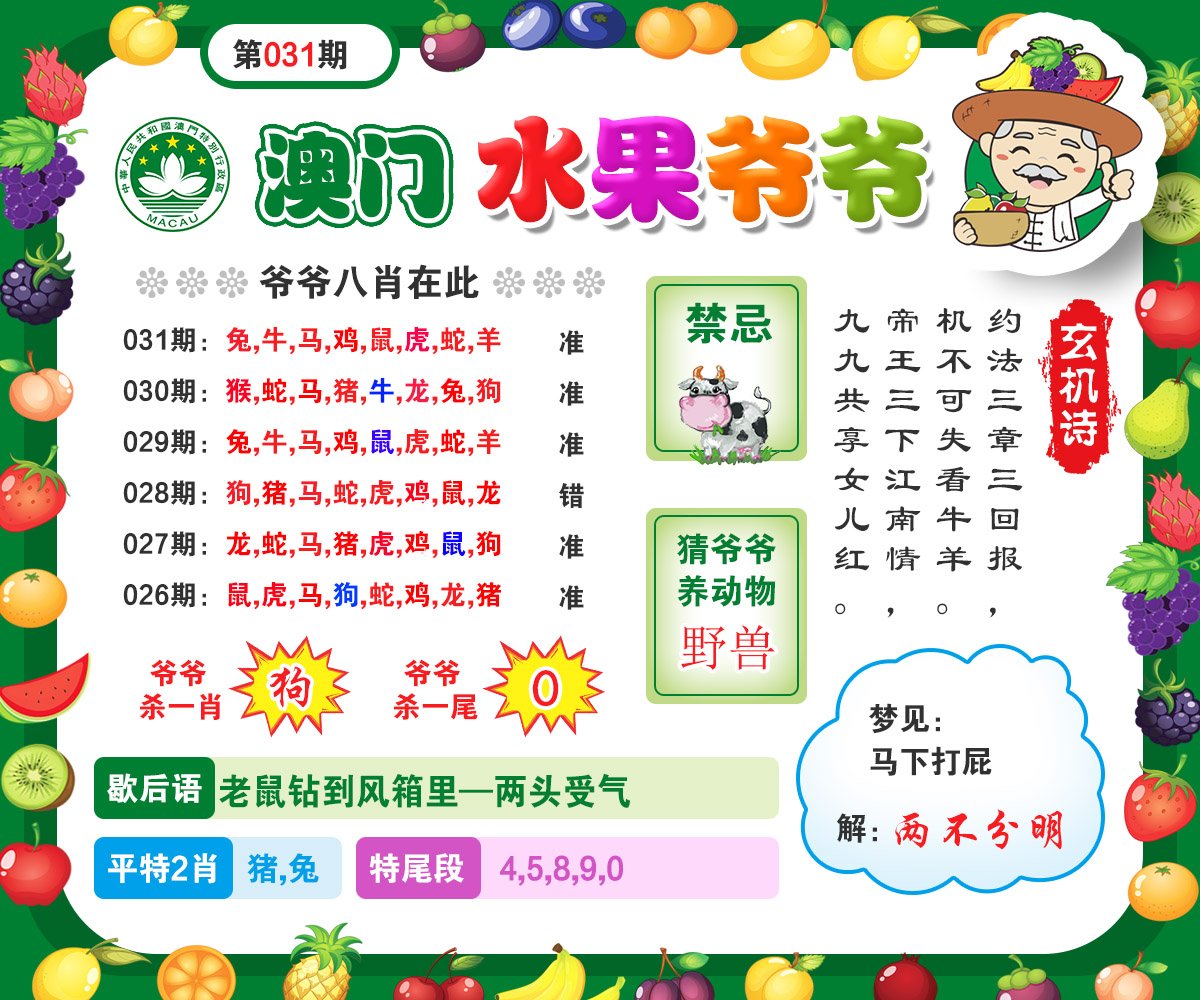 第031期
中華人民共和國澳門特別行政區
MACAU
澳门水果爷爷
爷爷八肖在此
031期：兔,牛,马,鸡,鼠,虎,蛇,羊 准
030期：猴,蛇,马,猪,牛,龙,兔,狗 准
029期：兔,牛,马,鸡,鼠,虎,蛇,羊 准
028期：狗,猪,马,蛇,虎,鸡,鼠,龙 错
027期：龙,蛇,马,猪,虎,鸡,鼠,狗 准
026期：鼠,虎,马,狗,蛇,鸡,龙,猪 准
爷爷
杀一肖
狗
爷爷
杀一尾
0
禁忌
猜爷爷
养动物
野兽
玄机诗
约法三章三回报，
机不可失看牛羊。
帝王三下江南情，
九九共享女儿红。
梦见：
马下打屁
解：两不分明
歇后语 老鼠钻到风箱里—两头受气
平特2肖 猪,兔
特尾段 4,5,8,9,0